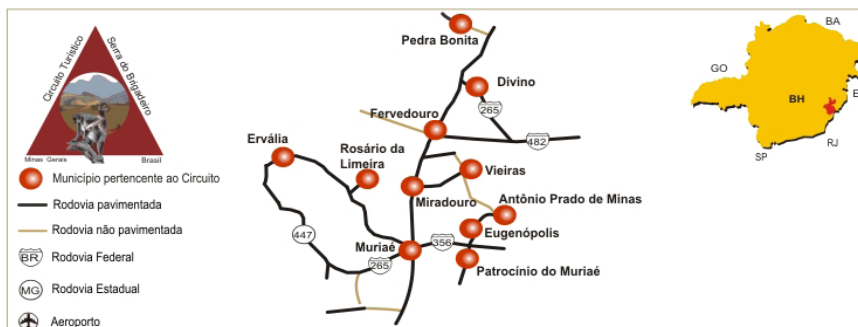 Circuito Turístico
Serra do Brigadeiro
Minas Gerais
Brasil
Município pertencente ao Circuito
Rodovia pavimentada
Rodovia não pavimentada
BR
Rodovia Federal
MG
Rodovia Estadual
Aeroporto
Pedra Bonita
Divino
265
Fervedouro
482
Ervália
Rosário da
Limeira
Vieiras
Miradouro
Antônio Prado de Minas
Eugenópolis
447
Muriaé
356
265
Patrocínio do Muriaé
BA
GO
BH
E
SP
RJ